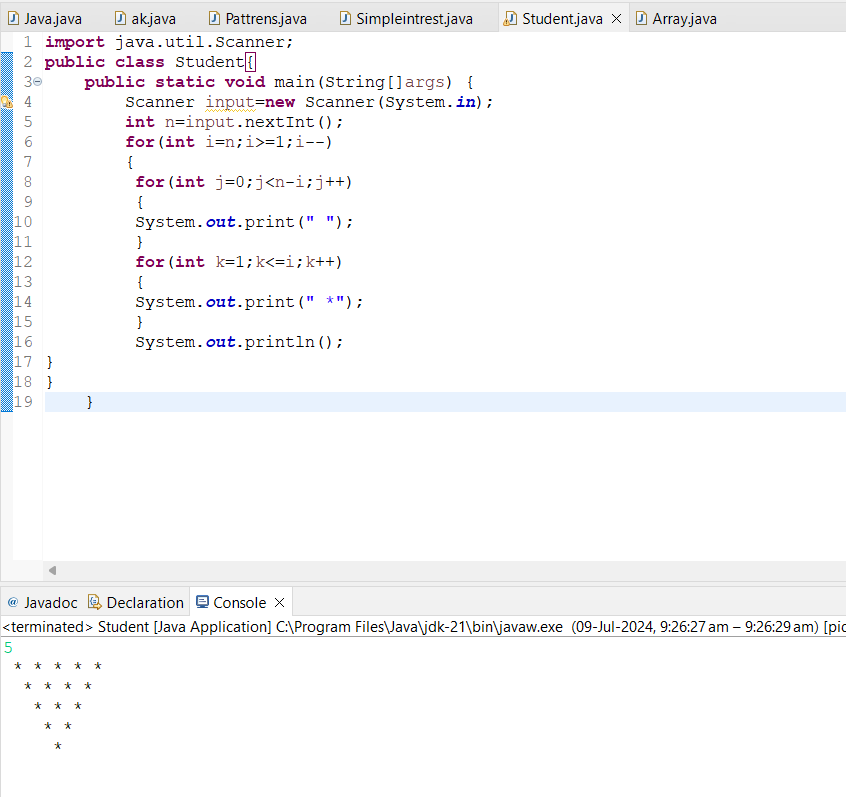 Java.java ak.java Pattrens.java Simpleintrest.java Student.java Array.java
1 import java.util.Scanner;
2 public class Student{
3 public static void main(String[]args) {
4 Scanner input=new Scanner(System.in);
5 int n=input.nextInt();
6 for(int i=n;i>=1;i--)
7 {
8 for(int j=0;j<n-i;j++)
9 {
10 System.out.print(" ");
11 }
12 for(int k=1;k<=i;k++)
13 {
14 System.out.print(" *");
15 }
16 System.out.println();
17 }
18 }
19 }
@ Javadoc Declaration Console
<terminated> Student [Java Application] C:\Program Files\Java\jdk-21\bin\javaw.exe (09-Jul-2024, 9:26:27 am – 9:26:29 am) [pid
5
* * * * *
* * * *
* * *
* *
*